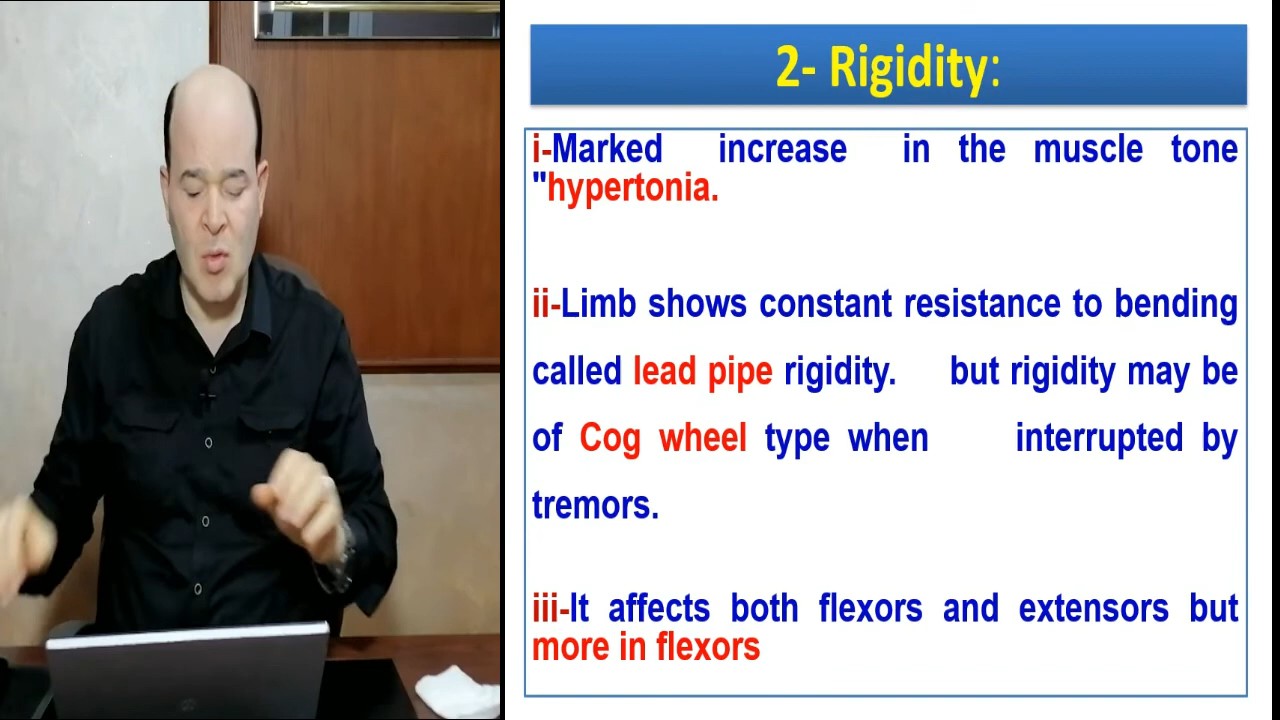 2- Rigidity:
i-Marked increase in the muscle tone
"hypertonia.
ii-Limb shows constant resistance to bending
called lead pipe rigidity. but rigidity may be
of Cog wheel type when interrupted by
tremors.
iii-It affects both flexors and extensors but
more in flexors